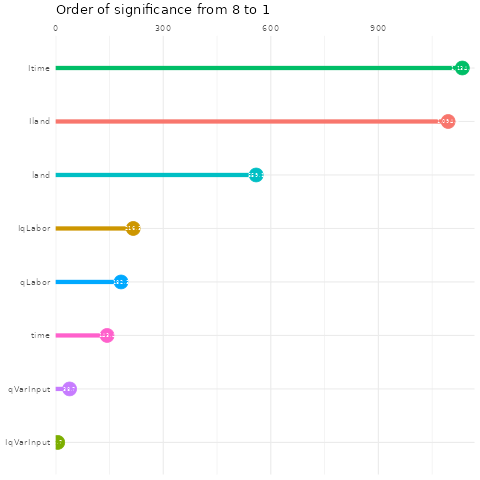 Order of significance from 8 to 1
0 300 600 900
ltime
lland
land
lqLabor
qLabor
time
qVarInput
lqVarInput